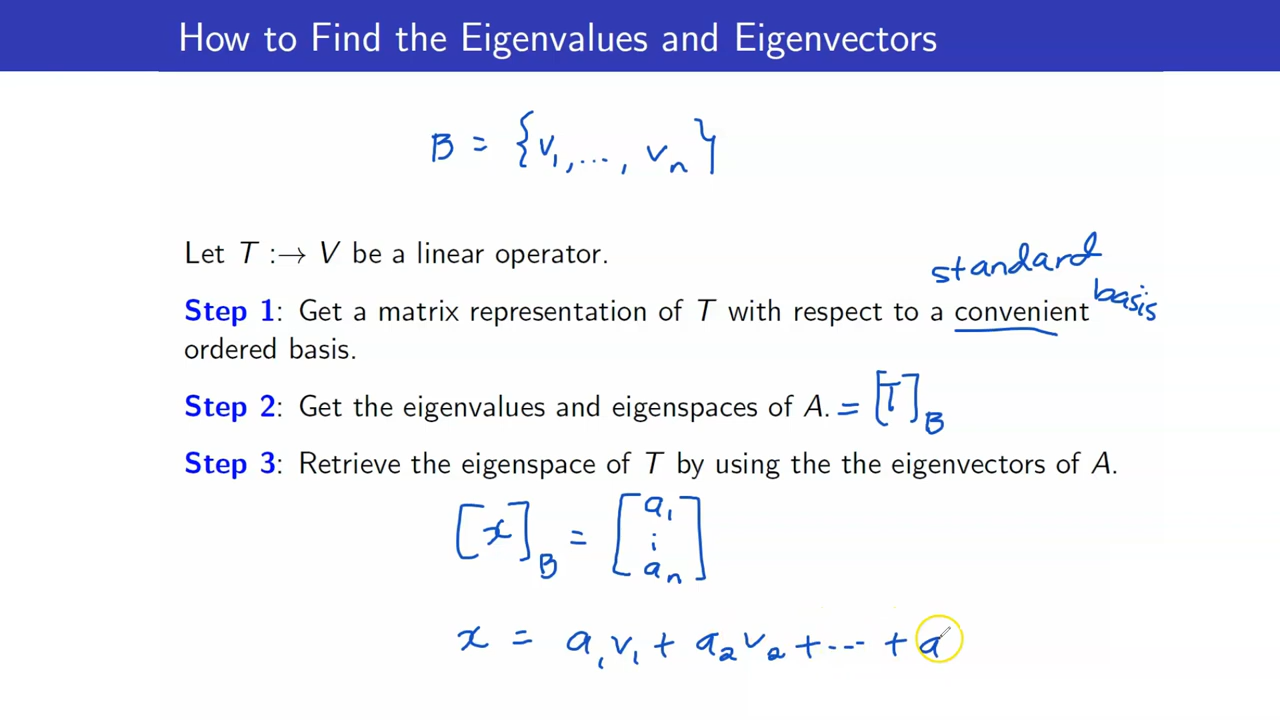 How to Find the Eigenvalues and Eigenvectors
B = {v₁, ..., vₙ}
Let T :→ V be a linear operator.
standard
basis
Step 1: Get a matrix representation of T with respect to a convenient
ordered basis.
Step 2: Get the eigenvalues and eigenspaces of A. = [T]_B
Step 3: Retrieve the eigenspace of T by using the the eigenvectors of A.
[x]_B = [a₁ ⋮ aₙ]
x = a₁v₁ + a₂v₂ + ... + a